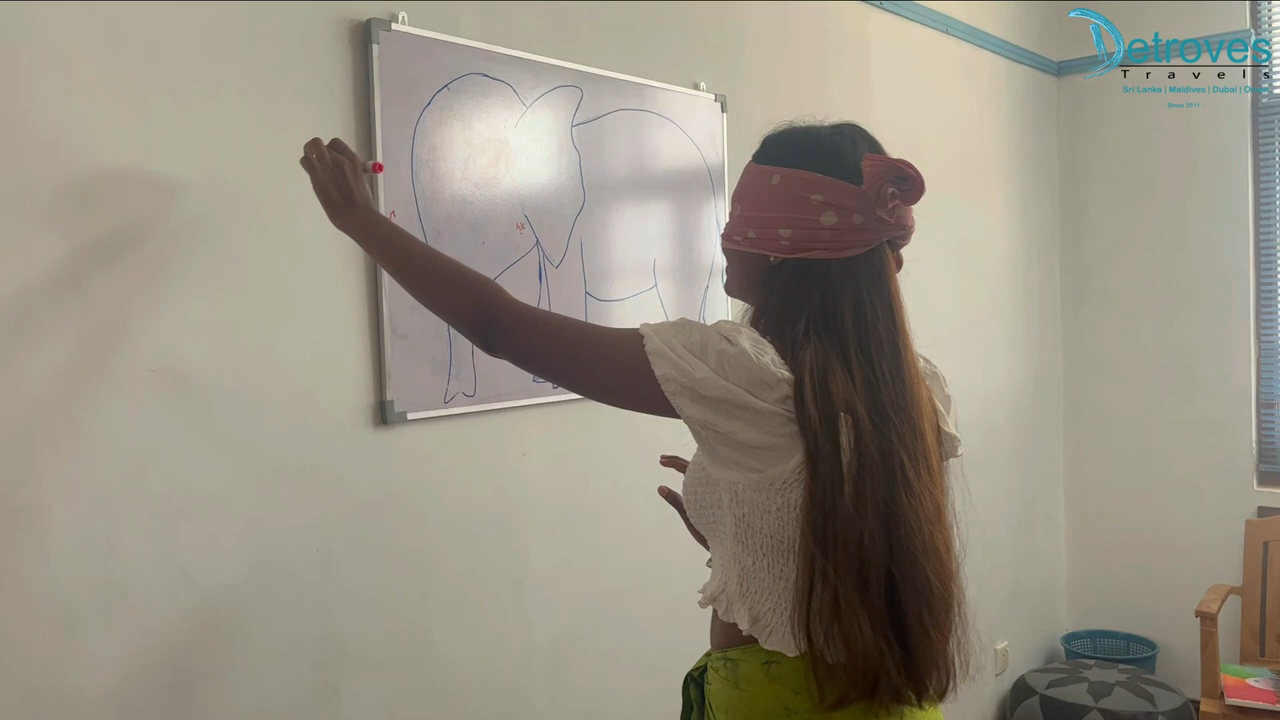 Detroves
Travels
Sri Lanka | Maldives | Dubai | Oman
- Since 2011 -